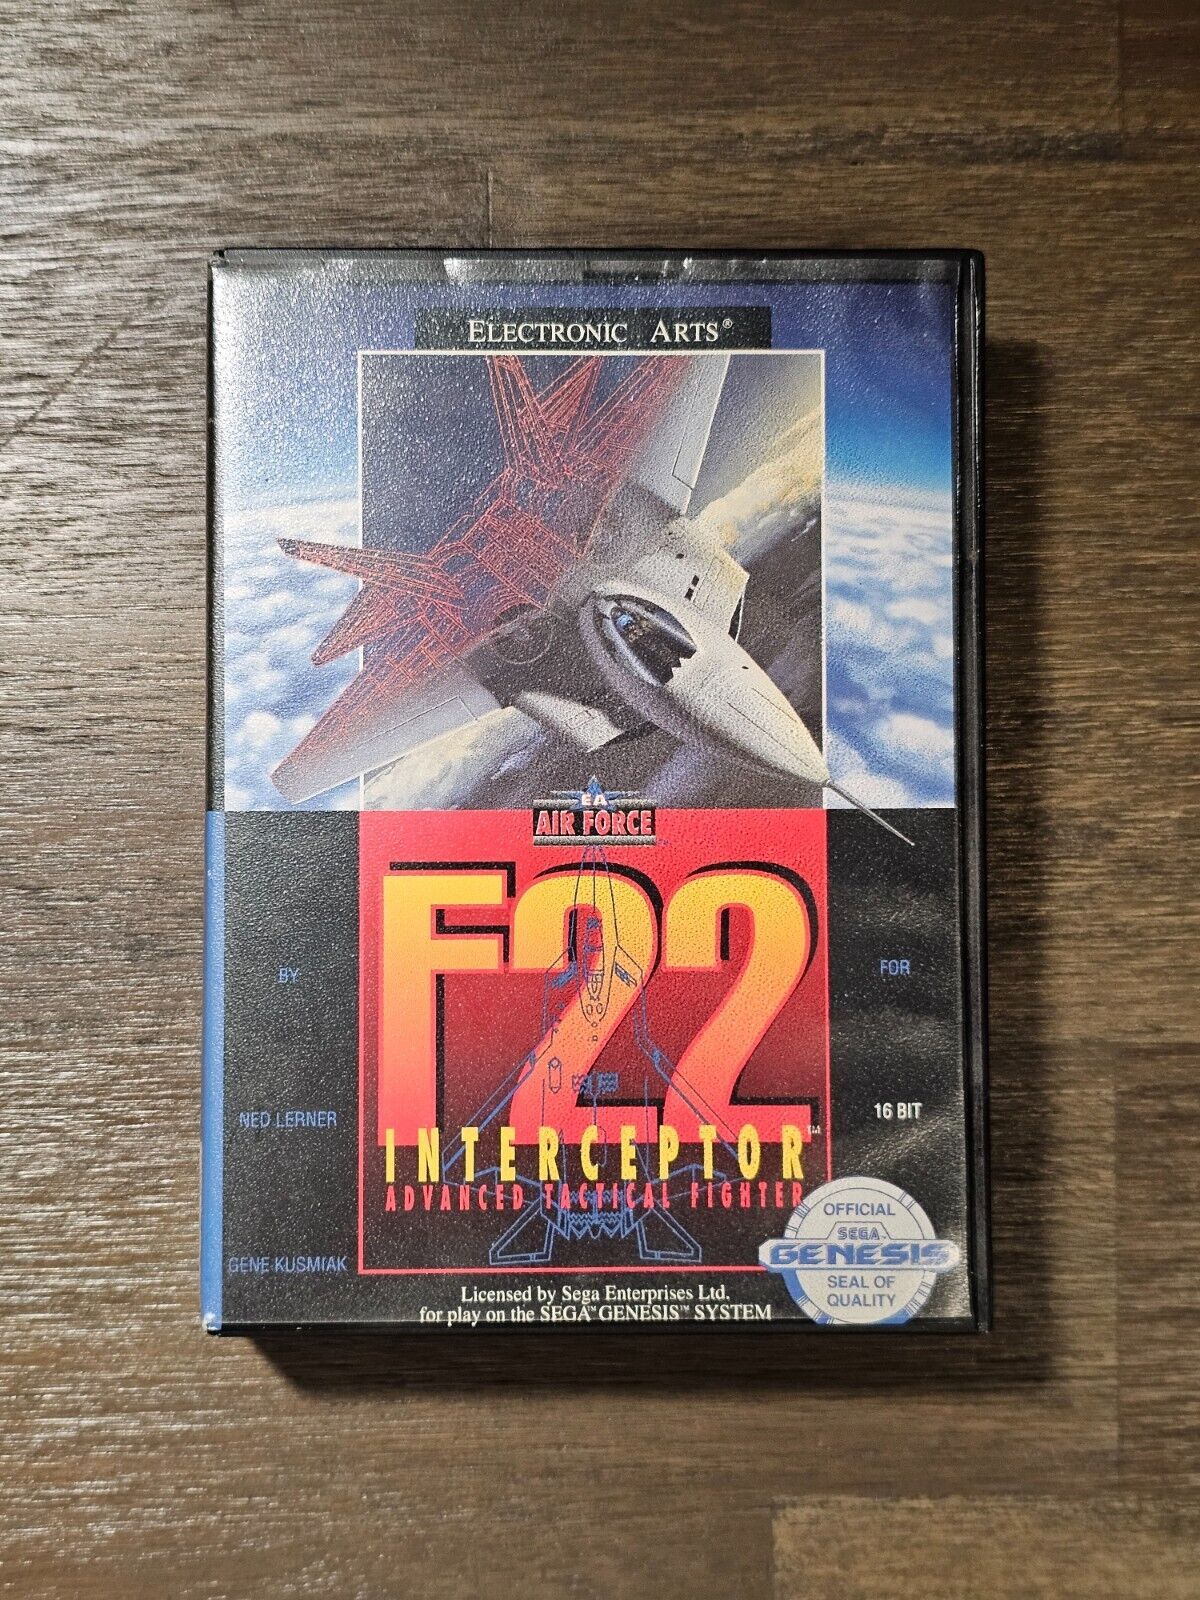 ELECTRONIC ARTS®
EA
AIR FORCE™
F22
INTERCEPTOR™
ADVANCED TACTICAL FIGHTER
BY
NED LERNER
GENE KUSMIAK
FOR
16 BIT
OFFICIAL
SEGA
GENESIS
SEAL OF
QUALITY
Licensed by Sega Enterprises Ltd.
for play on the SEGA™ GENESIS™ SYSTEM